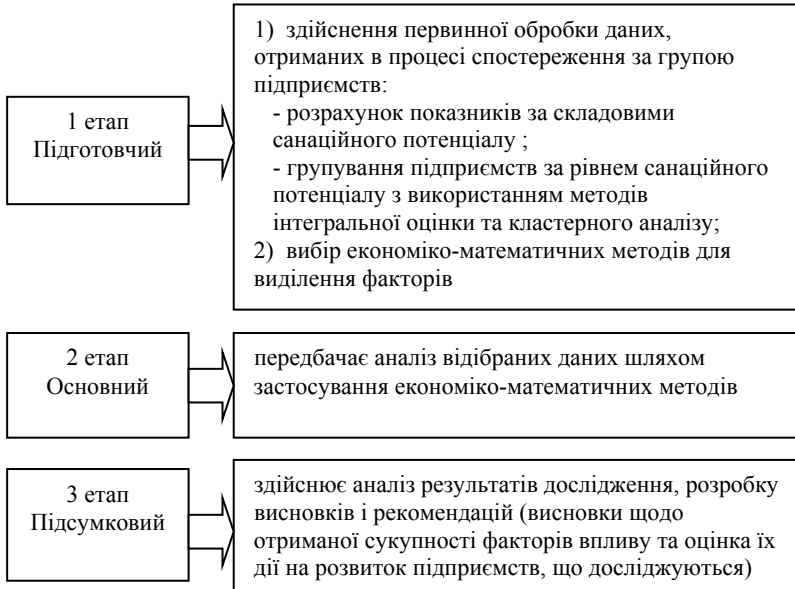 1 етап
Підготовчий
1) здійснення первинної обробки даних,
отриманих в процесі спостереження за групою
підприємств:
- розрахунок показників за складовими
санаційного потенціалу ;
- групування підприємств за рівнем санаційного
потенціалу з використанням методів
інтегральної оцінки та кластерного аналізу;
2) вибір економіко-математичних методів для
виділення факторів
2 етап
Основний
передбачає аналіз відібраних даних шляхом
застосування економіко-математичних методів
3 етап
Підсумковий
здійснює аналіз результатів дослідження, розробку
висновків і рекомендацій (висновки щодо
отриманої сукупності факторів впливу та оцінка їх
дії на розвиток підприємств, що досліджуються)